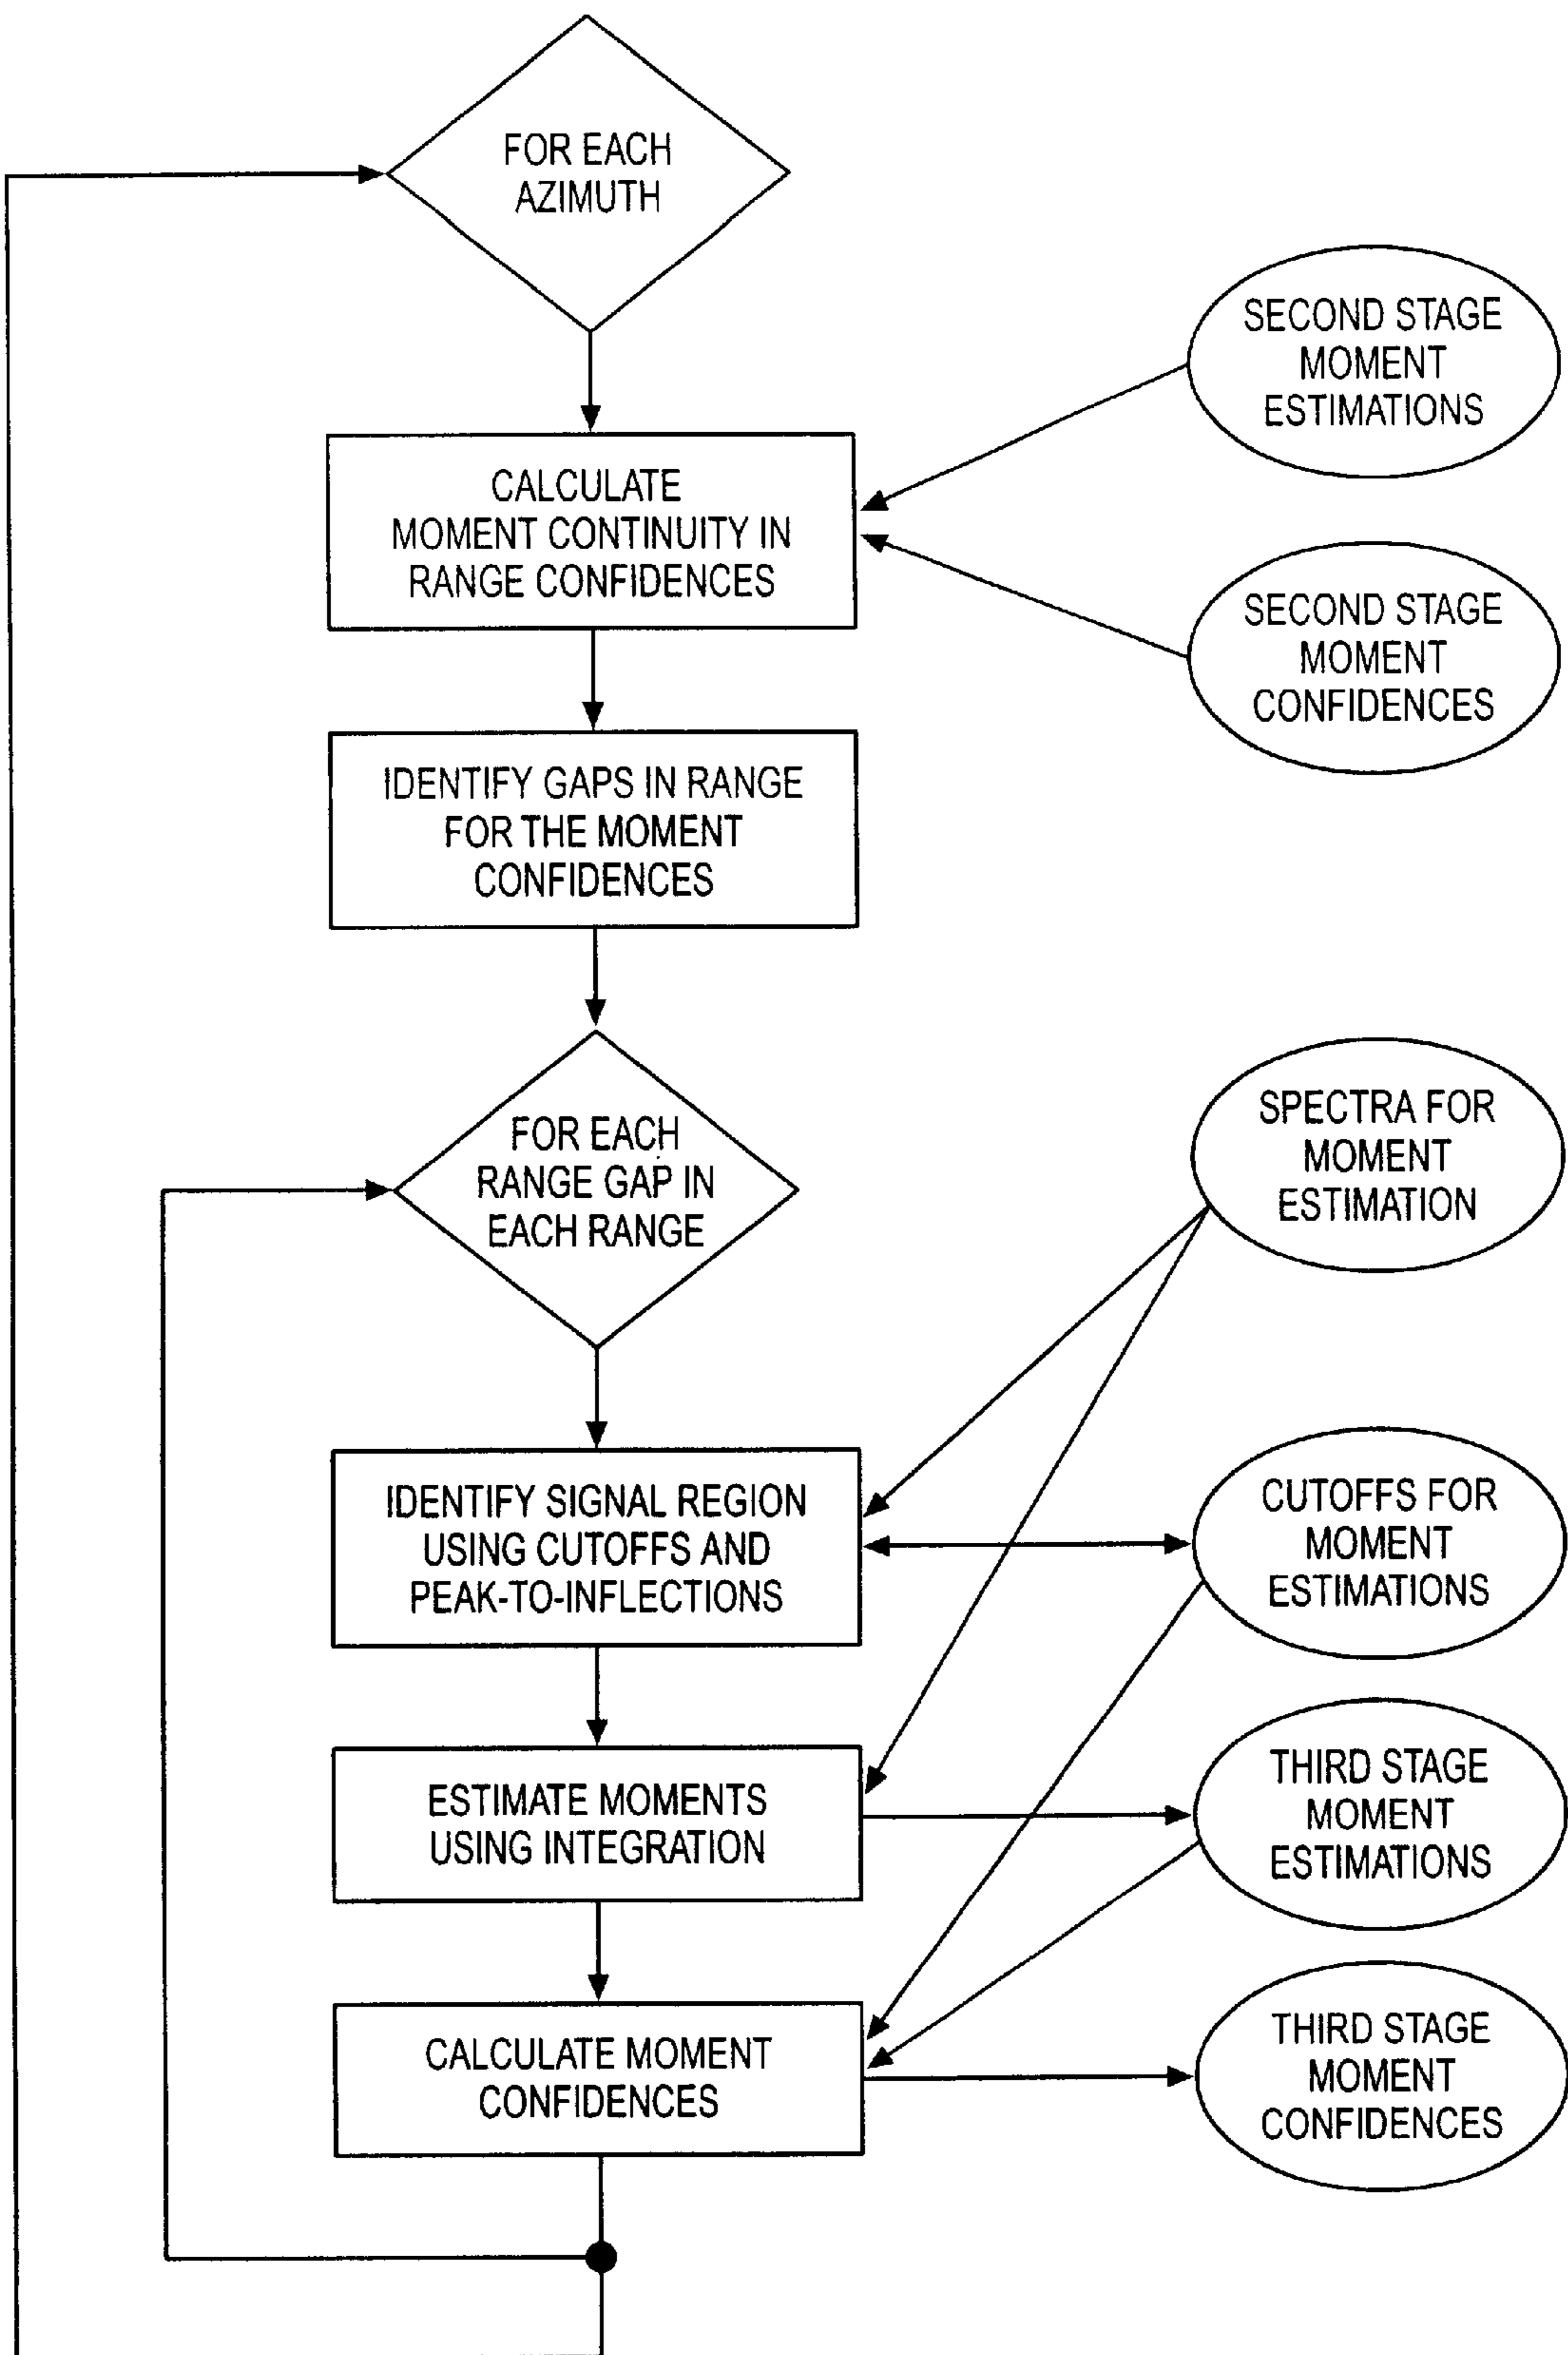 FOR EACH
AZIMUTH
SECOND STAGE
MOMENT
ESTIMATIONS
CALCULATE
MOMENT CONTINUITY IN
RANGE CONFIDENCES
SECOND STAGE
MOMENT
CONFIDENCES
IDENTIFY GAPS IN RANGE
FOR THE MOMENT
CONFIDENCES
FOR EACH
RANGE GAP IN
EACH RANGE
SPECTRA FOR
MOMENT
ESTIMATION
IDENTIFY SIGNAL REGION
USING CUTOFFS AND
PEAK-TO-INFLECTIONS
CUTOFFS FOR
MOMENT
ESTIMATIONS
ESTIMATE MOMENTS
USING INTEGRATION
THIRD STAGE
MOMENT
ESTIMATIONS
CALCULATE MOMENT
CONFIDENCES
THIRD STAGE
MOMENT
CONFIDENCES